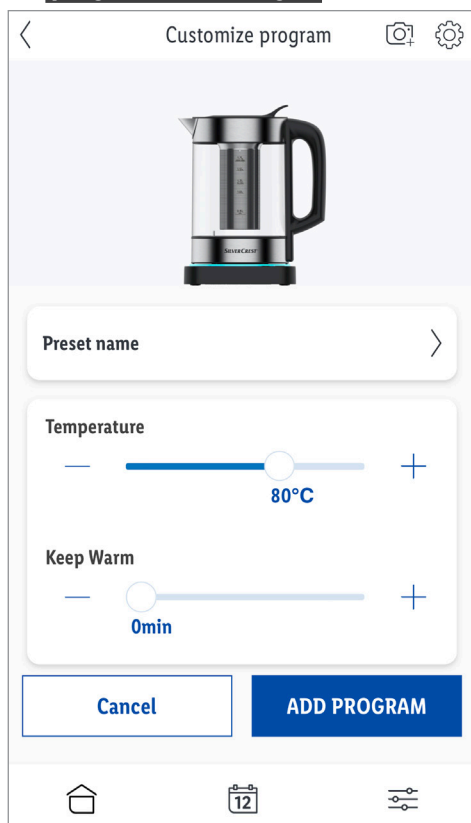 Customize program
SILVERCREST
Preset name
Temperature
80°C
Keep Warm
0min
Cancel
ADD PROGRAM
12